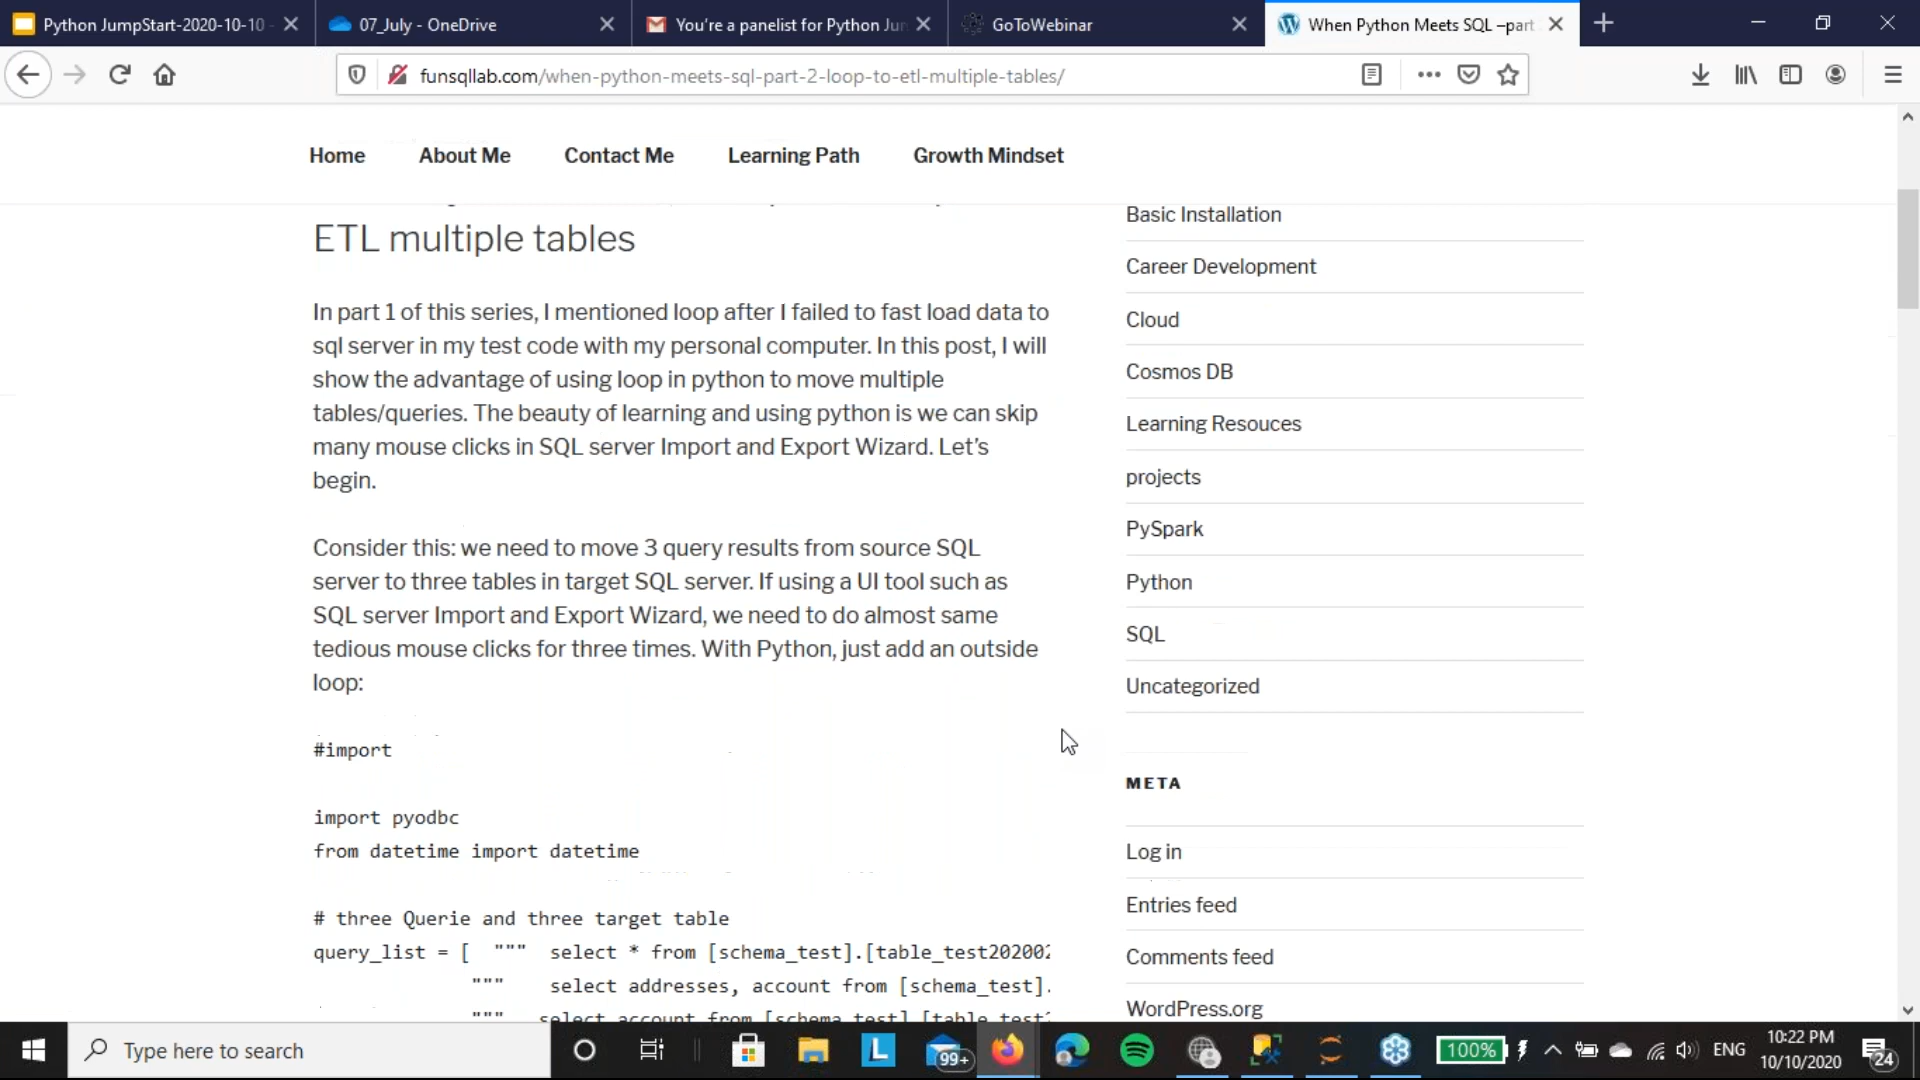 Python JumpStart-2020-10-10 -
07_July - OneDrive
You're a panelist for Python Jun
GoToWebinar
When Python Meets SQL –part
funsqllab.com/when-python-meets-sql-part-2-loop-to-etl-multiple-tables/
Home About Me Contact Me Learning Path Growth Mindset
ETL multiple tables
In part 1 of this series, I mentioned loop after I failed to fast load data to
sql server in my test code with my personal computer. In this post, I will
show the advantage of using loop in python to move multiple
tables/queries. The beauty of learning and using python is we can skip
many mouse clicks in SQL server Import and Export Wizard. Let's
begin.
Consider this: we need to move 3 query results from source SQL
server to three tables in target SQL server. If using a UI tool such as
SQL server Import and Export Wizard, we need to do almost same
tedious mouse clicks for three times. With Python, just add an outside
loop:
#import
import pyodbc
from datetime import datetime
# three Querie and three target table
query_list = [ """ select * from [schema_test].[table_test202002
""" select addresses, account from [schema_test].
""" select account from [schema_test].[table_test2
Basic Installation
Career Development
Cloud
Cosmos DB
Learning Resouces
projects
PySpark
Python
SQL
Uncategorized
META
Log in
Entries feed
Comments feed
WordPress.org
Type here to search
L
99+
100%
ENG
10:22 PM
10/10/2020
24